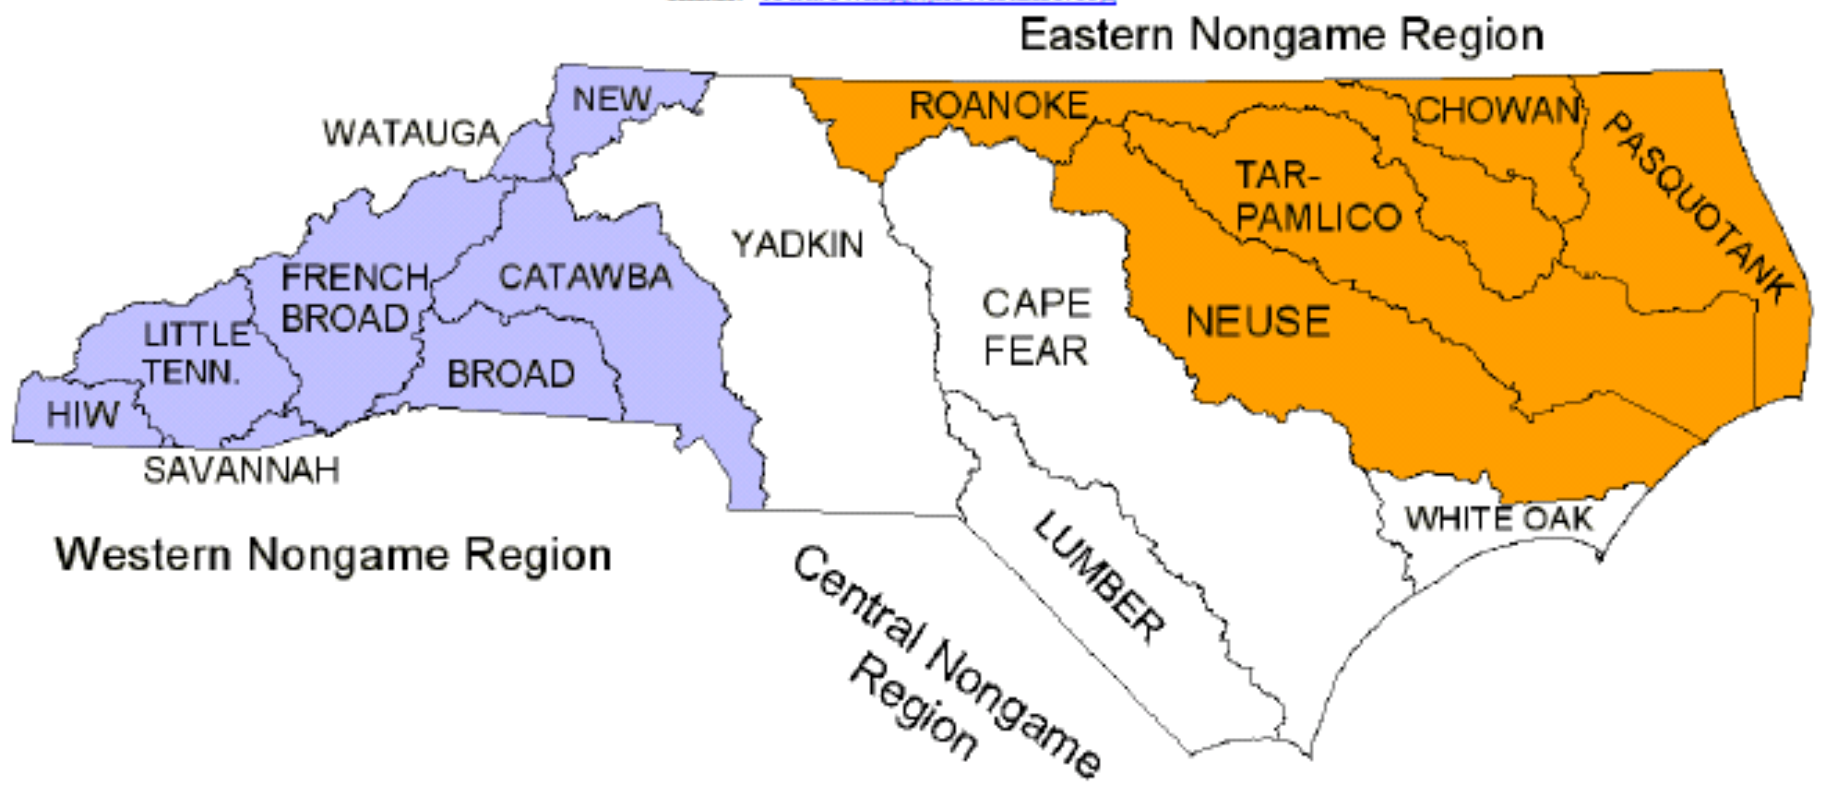 Eastern Nongame Region
NEW
ROANOKE
CHOWAN
WATAUGA
PASQUOTANK
TAR-
PAMLICO
YADKIN
FRENCH
BROAD
CATAWBA
CAPE
FEAR
NEUSE
LITTLE
TENN.
BROAD
HIW
SAVANNAH
WHITE OAK
LUMBER
Western Nongame Region
Central Nongame
Region